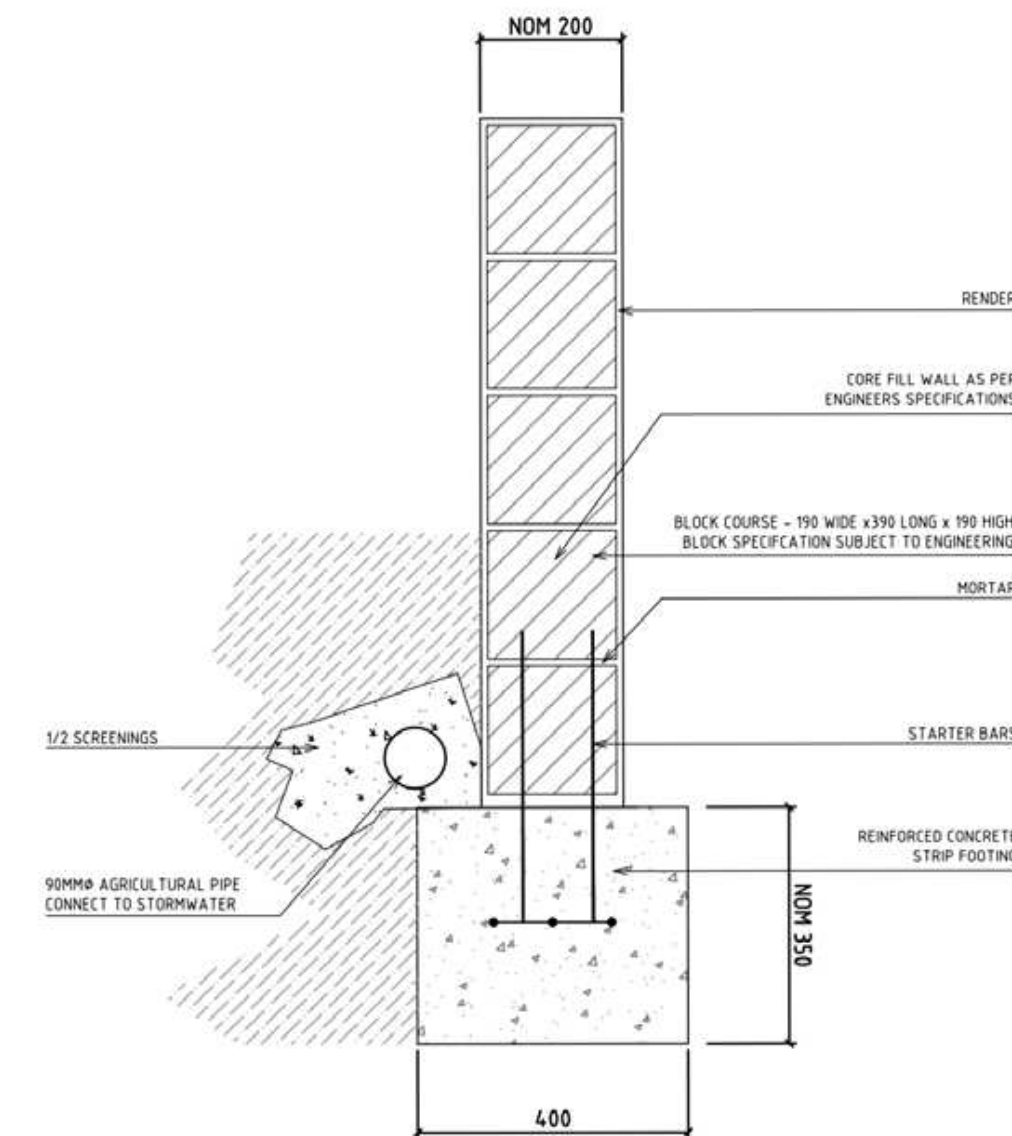 NOM 200
RENDER
CORE FILL WALL AS PER
ENGINEERS SPECIFICATIONS
BLOCK COURSE - 190 WIDE x390 LONG x 190 HIGH
BLOCK SPECIFCATION SUBJECT TO ENGINEERING
MORTAR
1/2 SCREENINGS
STARTER BARS
REINFORCED CONCRETE
STRIP FOOTING
90MMØ AGRICULTURAL PIPE
CONNECT TO STORMWATER
NOM 350
400